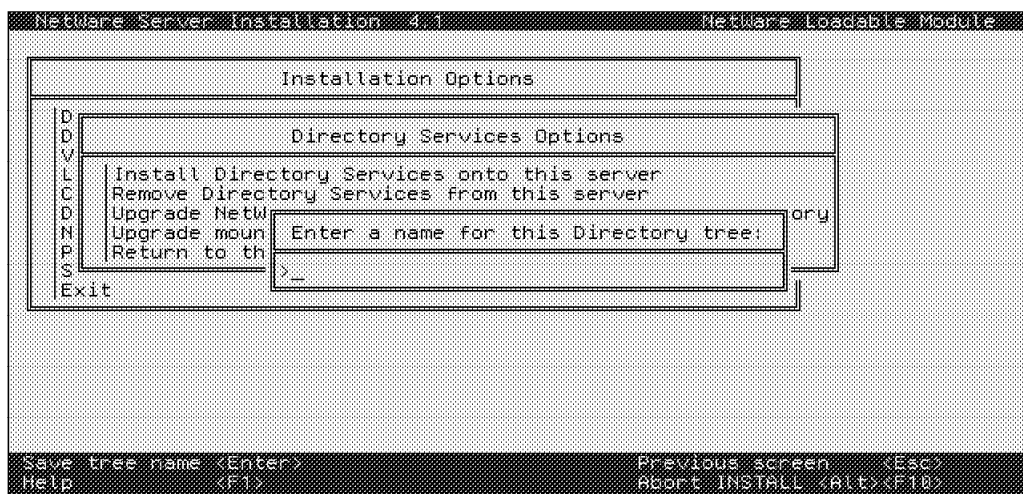 NetWare Server Installation 4.1 NetWare Loadable Module
Installation Options
D
D
Directory Services Options
V
L Install Directory Services onto this server
C Remove Directory Services from this server
D Upgrade NetW ory
N Upgrade moun Enter a name for this Directory tree:
P Return to th
S >_
Exit
Save tree name <Enter> Previous screen <Esc>
Help <F1> Abort INSTALL <Alt><F10>